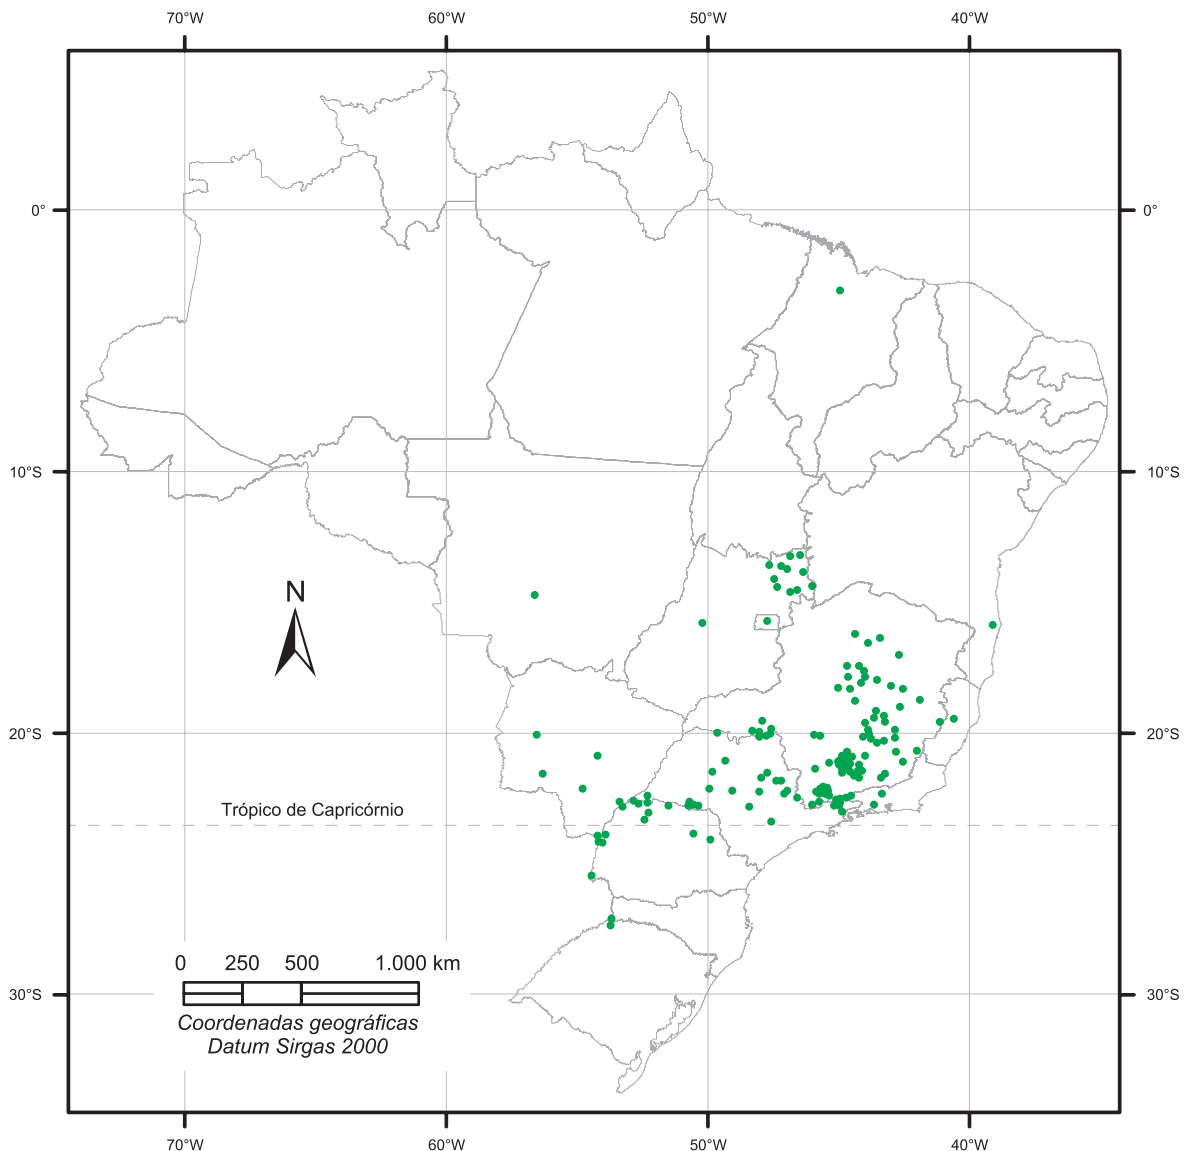 70°W 60°W 50°W 40°W
0° 0°
10°S 10°S
N
20°S 20°S
Trópico de Capricórnio
0 250 500 1.000 km
30°S 30°S
Coordenadas geográficas
Datum Sirgas 2000
70°W 60°W 50°W 40°W